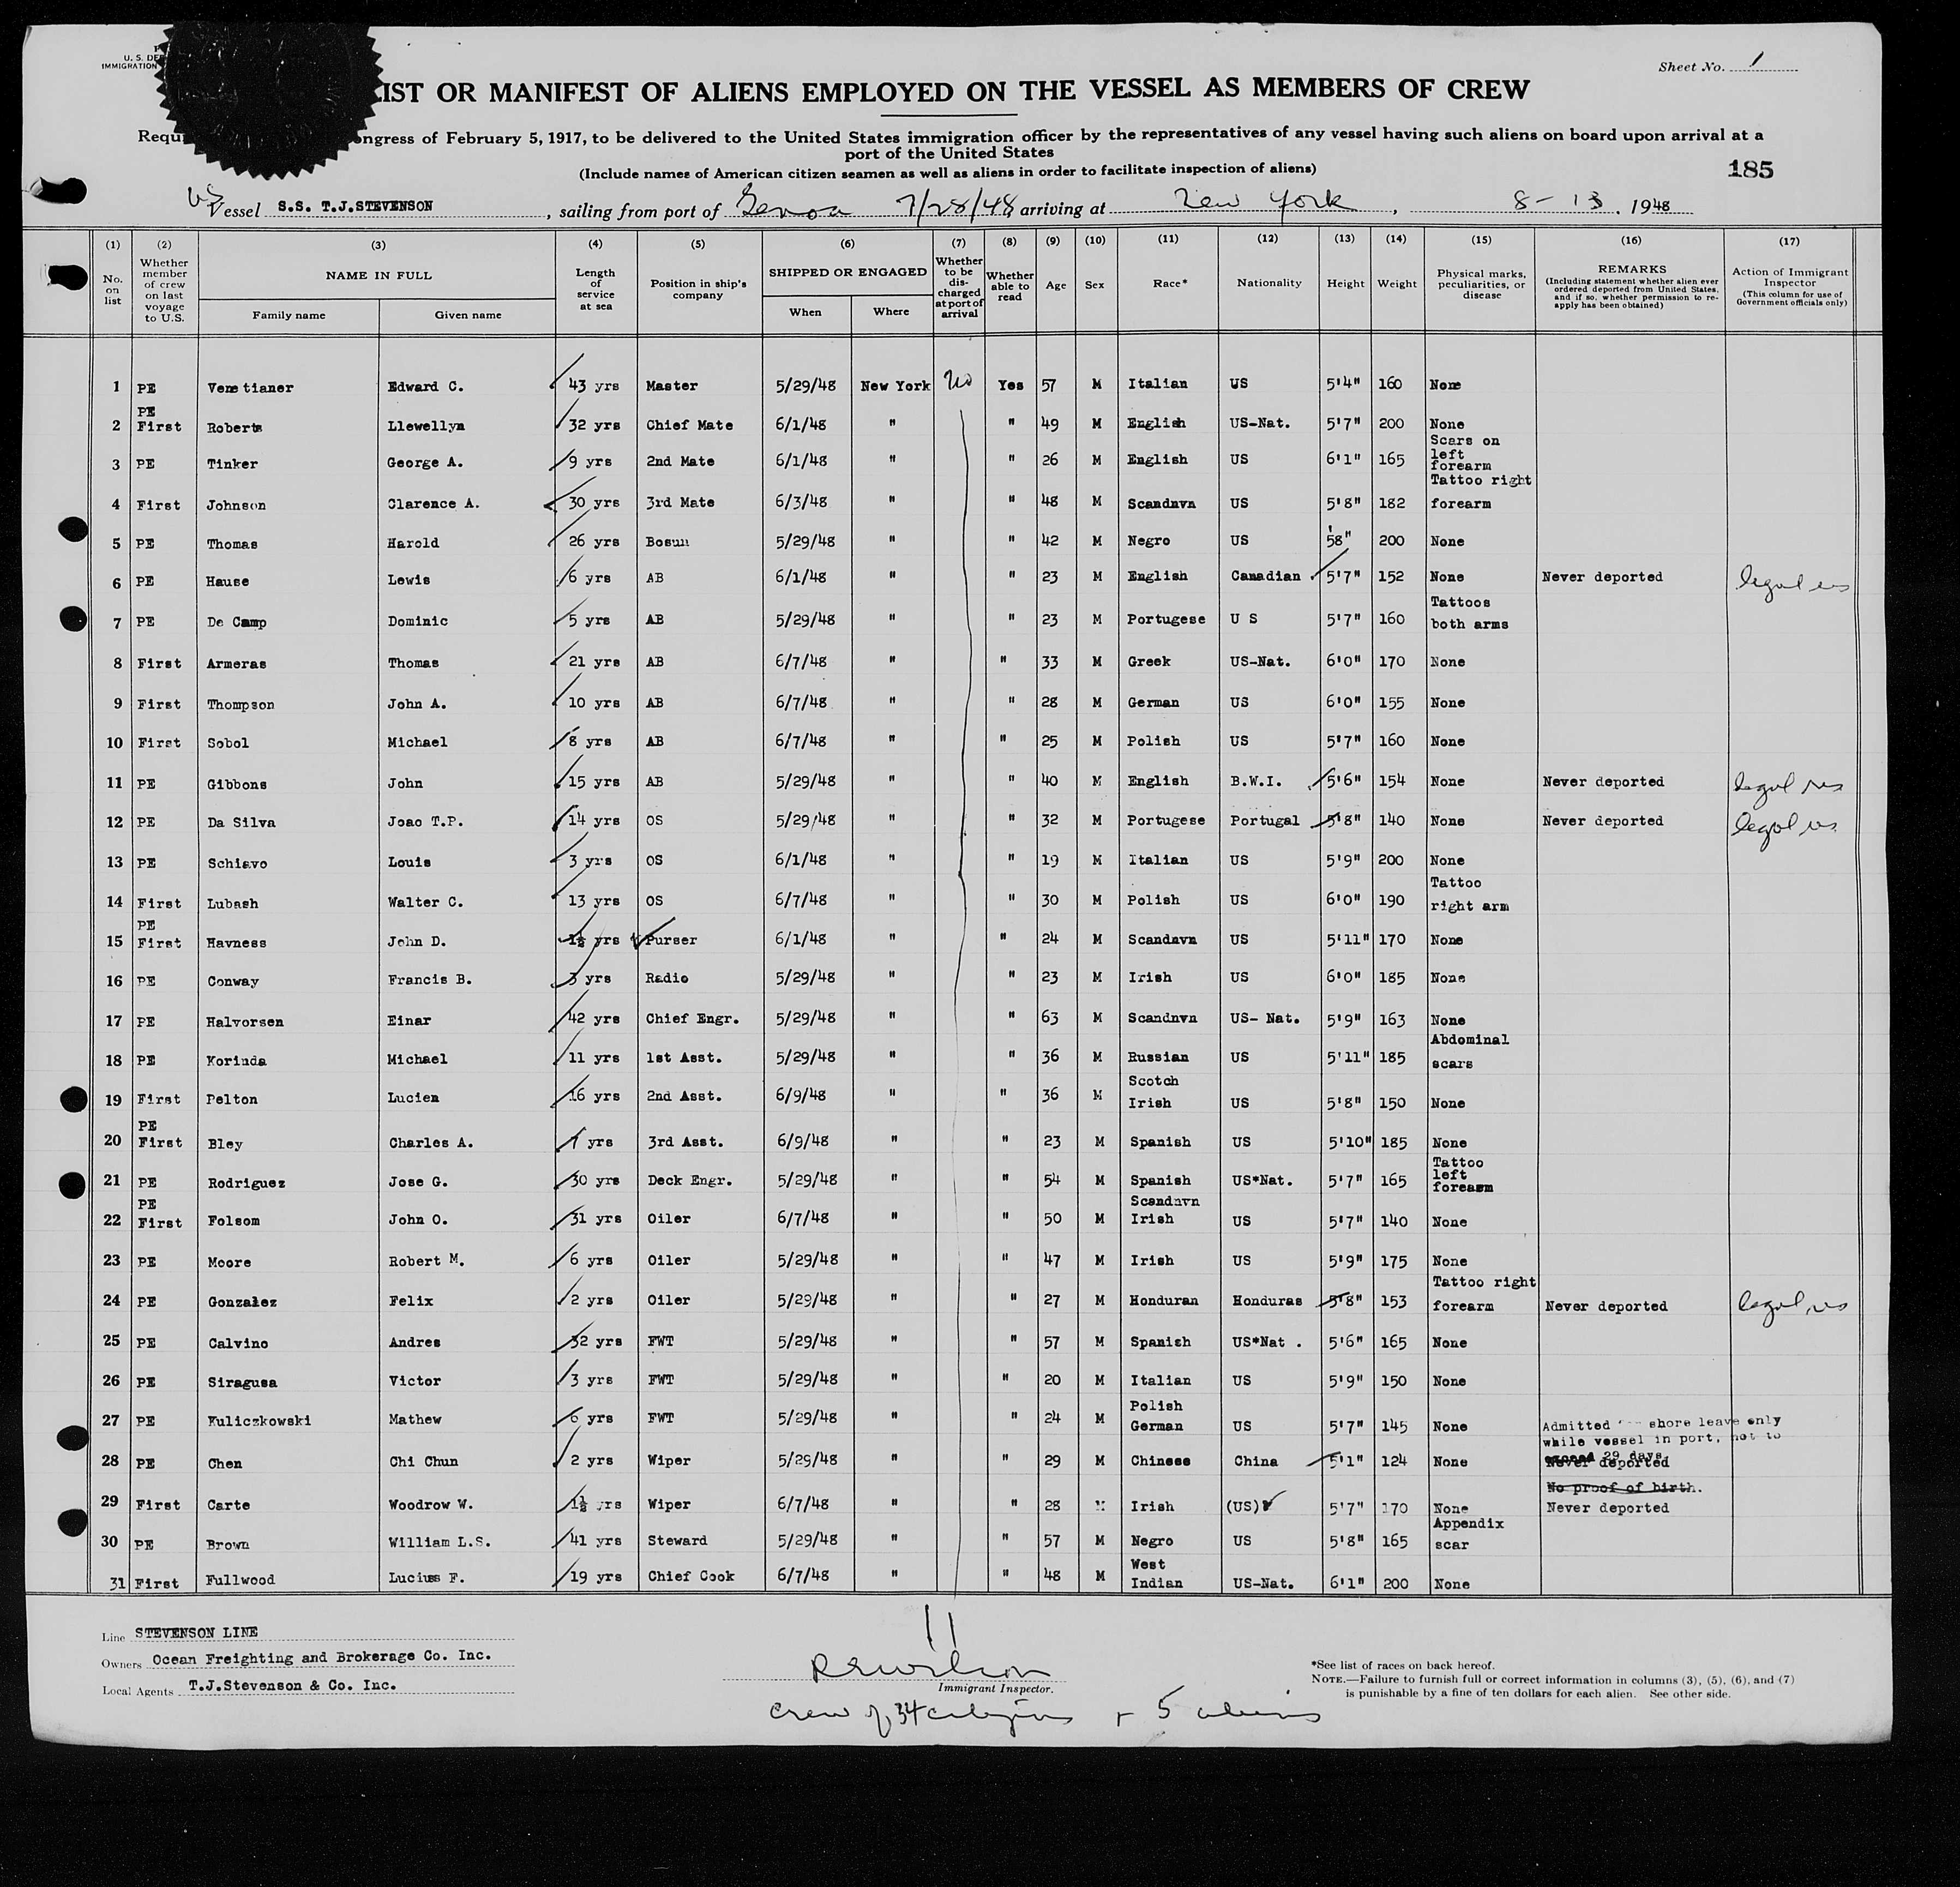 U. S. DE
IMMIGRATION
Sheet No. 1
IST OR MANIFEST OF ALIENS EMPLOYED ON THE VESSEL AS MEMBERS OF CREW
Requ ongress of February 5, 1917, to be delivered to the United States immigration officer by the representatives of any vessel having such aliens on board upon arrival at a
port of the United States
(Include names of American citizen seamen as well as aliens in order to facilitate inspection of aliens)
185
US Vessel S.S. T.J.STEVENSON, sailing from port of Genoa 7/28/48, arriving at New York, 8-13, 1948
(1) (2) (3) (4) (5) (6) (7) (8) (9) (10) (11) (12) (13) (14) (15) (16) (17)
No. on list Whether member of crew on last voyage to U.S. NAME IN FULL Family name Given name Length of service at sea Position in ship's company SHIPPED OR ENGAGED When Where Whether to be discharged at port of arrival Whether able to read Age Sex Race* Nationality Height Weight Physical marks, peculiarities, or disease REMARKS (Including statement whether alien ever ordered deported from United States, and if so, whether permission to re-apply has been obtained) Action of Immigrant Inspector (This column for use of Government officials only)
1 PE Venetianer Edward C. 43 yrs Master 5/29/48 New York No Yes 57 M Italian US 5'4" 160 None
2 PE First Roberts Llewellyn 32 yrs Chief Mate 6/1/48 " " 49 M English US-Nat. 5'7" 200 None
3 PE Tinker George A. 9 yrs 2nd Mate 6/1/48 " " 26 M English US 6'1" 165 Scars on left forearm
4 First Johnson Clarence A. 30 yrs 3rd Mate 6/3/48 " " 48 M Scandnvn US 5'8" 182 Tattoo right forearm
5 PE Thomas Harold 26 yrs Bosun 5/29/48 " " 42 M Negro US 5'8" 200 None
6 PE Hause Lewis 6 yrs AB 6/1/48 " " 23 M English Canadian 5'7" 152 None Never deported legal res
7 PE De Camp Dominic 5 yrs AB 5/29/48 " " 23 M Portugese U S 5'7" 160 Tattoos both arms
8 First Armeras Thomas 21 yrs AB 6/7/48 " " 33 M Greek US-Nat. 6'0" 170 None
9 First Thompson John A. 10 yrs AB 6/7/48 " " 28 M German US 6'0" 155 None
10 First Sobol Michael 8 yrs AB 6/7/48 " " 25 M Polish US 5'7" 160 None
11 PE Gibbons John 15 yrs AB 5/29/48 " " 40 M English B.W.I. 5'6" 154 None Never deported legal res
12 PE Da Silva Joao T.P. 14 yrs OS 5/29/48 " " 32 M Portugese Portugal 5'8" 140 None Never deported legal res
13 PE Schiavo Louis 3 yrs OS 6/1/48 " " 19 M Italian US 5'9" 200 None
14 First Lubash Walter C. 13 yrs OS 6/7/48 " " 30 M Polish US 6'0" 190 Tattoo right arm
15 PE First Havness John D. 1½ yrs Purser 6/1/48 " " 24 M Scandnvn US 5'11" 170 None
16 PE Conway Francis B. 3 yrs Radio 5/29/48 " " 23 M Irish US 6'0" 185 None
17 PE Halvorsen Einar 42 yrs Chief Engr. 5/29/48 " " 63 M Scandnvn US- Nat. 5'9" 163 None
18 PE Korinda Michael 11 yrs 1st Asst. 5/29/48 " " 36 M Russian US 5'11" 185 Abdominal scars
19 First Pelton Lucien 16 yrs 2nd Asst. 6/9/48 " " 36 M Scotch Irish US 5'8" 150 None
20 PE First Bley Charles A. 7 yrs 3rd Asst. 6/9/48 " " 23 M Spanish US 5'10" 185 None
21 PE Rodriguez Jose G. 30 yrs Deck Engr. 5/29/48 " " 54 M Spanish US*Nat. 5'7" 165 Tattoo left forearm
22 PE First Folsom John O. 31 yrs Oiler 6/7/48 " " 50 M Scandnvn Irish US 5'7" 140 None
23 PE Moore Robert M. 6 yrs Oiler 5/29/48 " " 47 M Irish US 5'9" 175 None
24 PE Gonzalez Felix 2 yrs Oiler 5/29/48 " " 27 M Honduran Honduras 5'8" 153 Tattoo right forearm Never deported legal res
25 PE Calvino Andres 32 yrs FWT 5/29/48 " " 57 M Spanish US*Nat . 5'6" 165 None
26 PE Siragusa Victor 3 yrs FWT 5/29/48 " " 20 M Italian US 5'9" 150 None
27 PE Kuliczkowski Mathew 6 yrs FWT 5/29/48 " " 24 M Polish German US 5'7" 145 None
28 PE Chen Chi Chun 2 yrs Wiper 5/29/48 " " 29 M Chinese China 5'1" 124 None Admitted for shore leave only while vessel in port, not to exceed 29 days Never deported
29 First Carte Woodrow W. 1½ yrs Wiper 6/7/48 " " 28 M Irish (US) 5'7" 170 None No proof of birth. Never deported
30 PE Brown William L.S. 41 yrs Steward 5/29/48 " " 57 M Negro US 5'8" 165 Appendix scar
31 First Fullwood Lucius F. 19 yrs Chief Cook 6/7/48 " " 48 M West Indian US-Nat. 6'1" 200 None
11
Line STEVENSON LINE
Owners Ocean Freighting and Brokerage Co. Inc.
Local Agents T.J.Stevenson & Co. Inc.
Immigrant Inspector.
crew of 34 citizens + 5 aliens
*See list of races on back hereof.
NOTE.—Failure to furnish full or correct information in columns (3), (5), (6), and (7)
is punishable by a fine of ten dollars for each alien. See other side.